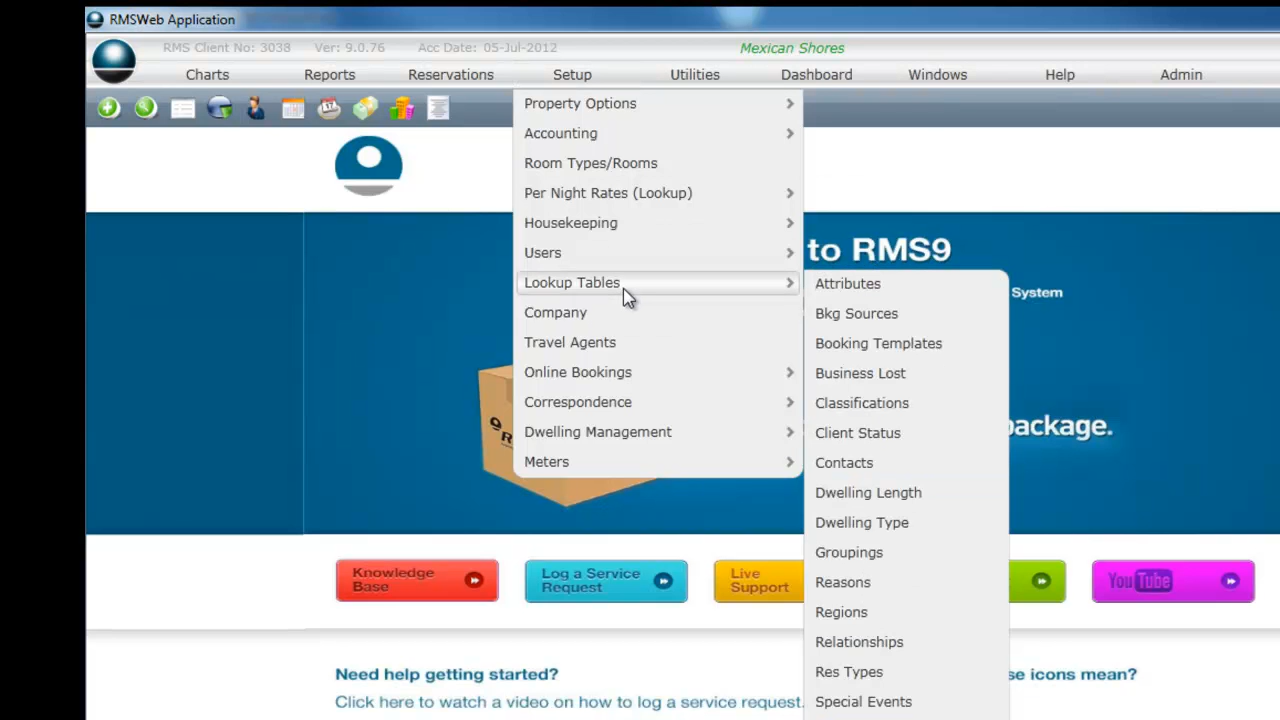 RMSWeb Application
RMS Client No: 3038 Ver: 9.0.76 Acc Date: 05-Jul-2012 Mexican Shores
Charts Reports Reservations Setup Utilities Dashboard Windows Help Admin
Property Options
Accounting
Room Types/Rooms
Per Night Rates (Lookup)
Housekeeping
Users
Lookup Tables
Company
Travel Agents
Online Bookings
Correspondence
Dwelling Management
Meters
Attributes
Bkg Sources
Booking Templates
Business Lost
Classifications
Client Status
Contacts
Dwelling Length
Dwelling Type
Groupings
Reasons
Regions
Relationships
Res Types
Special Events
to RMS9
System
package.
Knowledge
Base
Log a Service
Request
Live
Support
YouTube
Need help getting started?
Click here to watch a video on how to log a service request.
se icons mean?